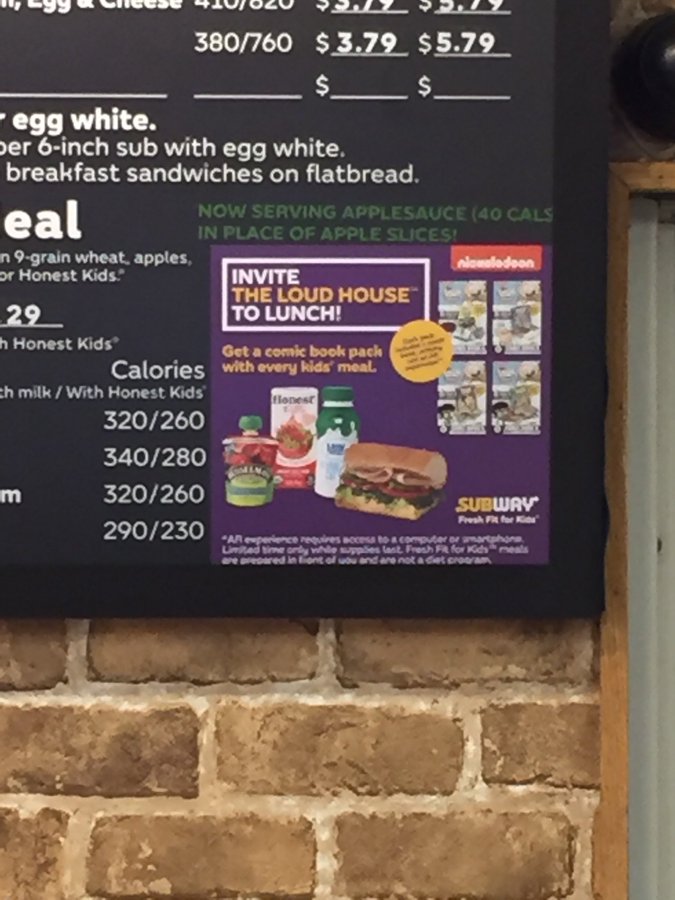 , Egg & Cheese 410/820 $3.79 $5.79
380/760 $3.79 $5.79
$ $
r egg white.
per 6-inch sub with egg white.
breakfast sandwiches on flatbread.
eal
NOW SERVING APPLESAUCE (40 CALS
IN PLACE OF APPLE SLICES!
n 9-grain wheat, apples,
or Honest Kids.®
29
h Honest Kids®
Calories
ch milk / With Honest Kids®
320/260
340/280
m 320/260
290/230
nickelodeon
INVITE
THE LOUD HOUSE™
TO LUNCH!
Get a comic book pack
with every kids' meal.
Honest
SUBWAY®
Fresh Fit for Kids™
*AR experience requires access to a computer or smartphone.
Limited time only while supplies last. Fresh Fit for Kids™ meals
are prepared in front of you and are not a diet program.